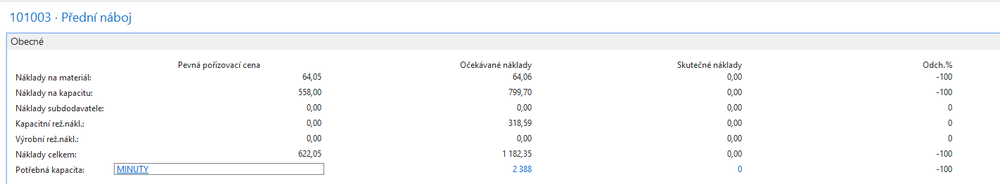 101003 · Přední náboj
Obecné
Pevná pořizovací cena Očekávané náklady Skutečné náklady Odch.%
Náklady na materiál: 64,05 64,06 0,00 -100
Náklady na kapacitu: 558,00 799,70 0,00 -100
Náklady subdodavatele: 0,00 0,00 0,00 0
Kapacitní rež.nákl.: 0,00 318,59 0,00 0
Výrobní rež.nákl.: 0,00 0,00 0,00 0
Náklady celkem: 622,05 1 182,35 0,00 -100
Potřebná kapacita: MINUTY 2 388 0 -100